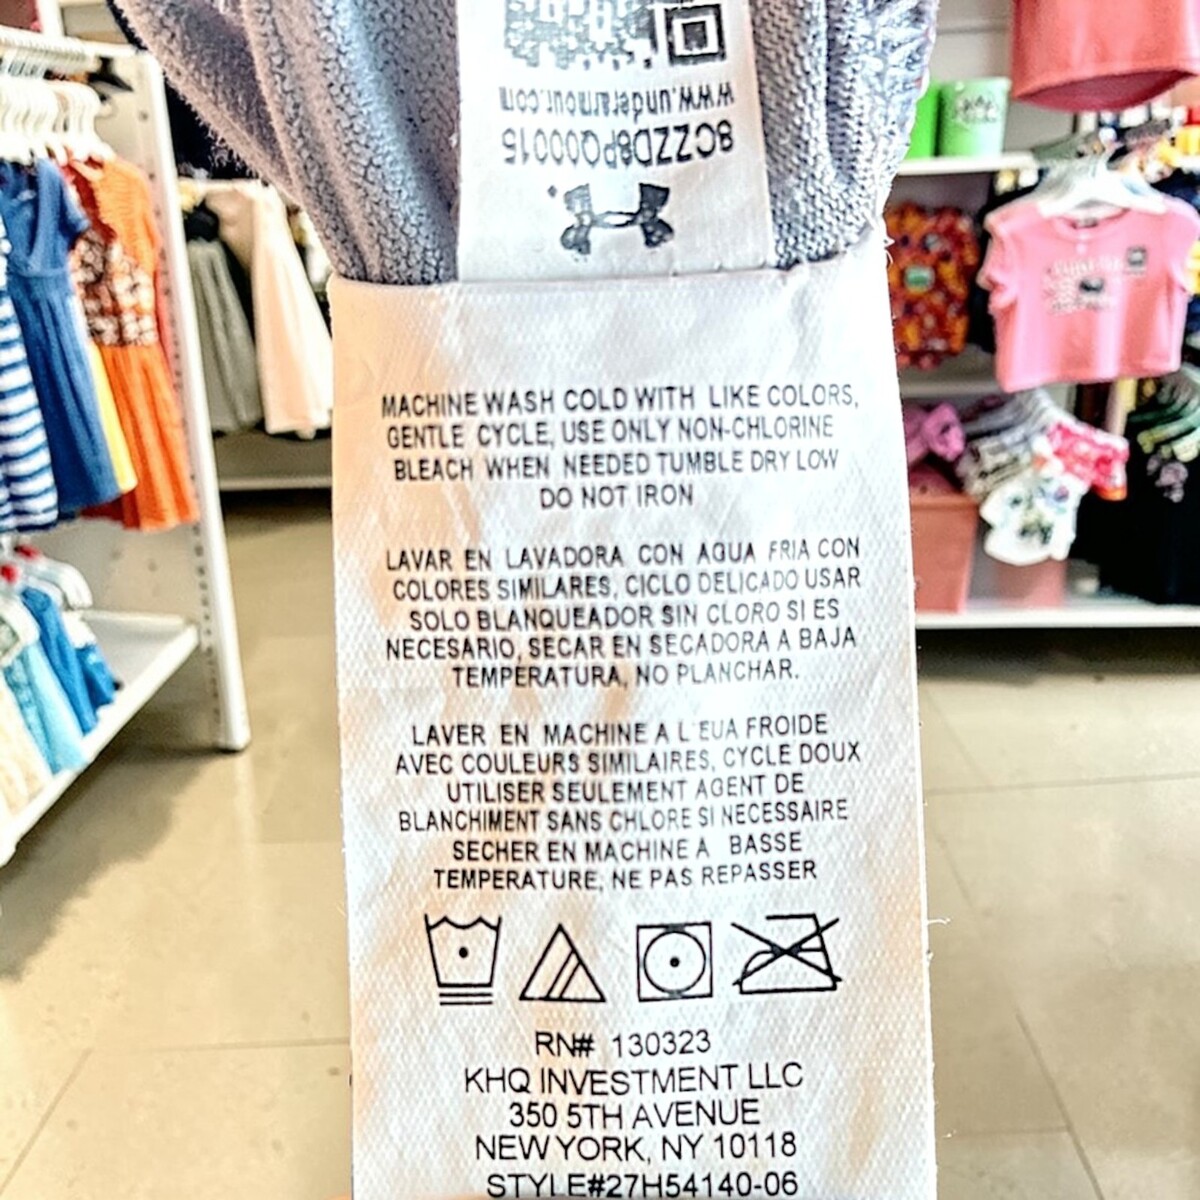 www.underarmour.com
8CZZD8PQ00015
MACHINE WASH COLD WITH LIKE COLORS,
GENTLE CYCLE, USE ONLY NON-CHLORINE
BLEACH WHEN NEEDED TUMBLE DRY LOW
DO NOT IRON
LAVAR EN LAVADORA CON AGUA FRIA CON
COLORES SIMILARES, CICLO DELICADO USAR
SOLO BLANQUEADOR SIN CLORO SI ES
NECESARIO, SECAR EN SECADORA A BAJA
TEMPERATURA, NO PLANCHAR.
LAVER EN MACHINE A L'EUA FROIDE
AVEC COULEURS SIMILAIRES, CYCLE DOUX
UTILISER SEULEMENT AGENT DE
BLANCHIMENT SANS CHLORE SI NECESSAIRE
SECHER EN MACHINE A BASSE
TEMPERATURE, NE PAS REPASSER
RN# 130323
KHQ INVESTMENT LLC
350 5TH AVENUE
NEW YORK, NY 10118
STYLE#27H54140-06